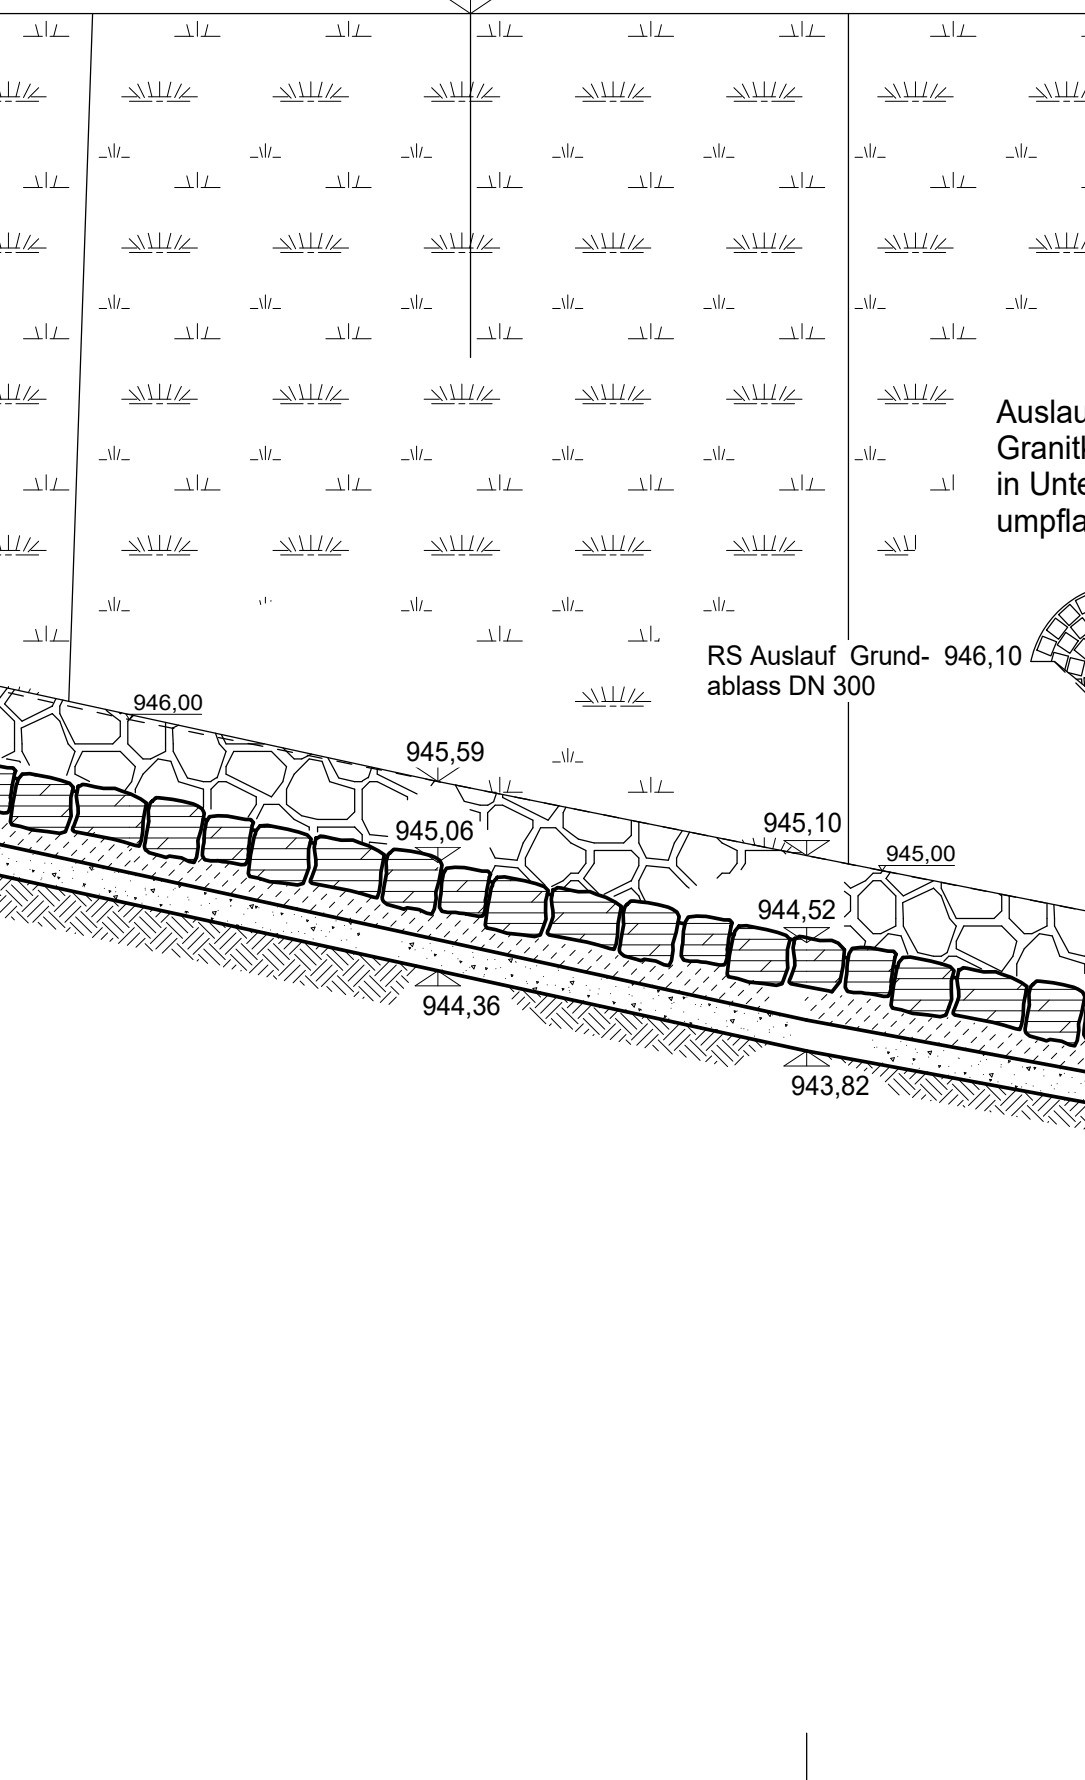 Auslau
Granit
in Unte
umpfla
RS Auslauf Grund- 946,10
ablass DN 300
946,00
945,59
945,06
945,10
945,00
944,52
944,36
943,82